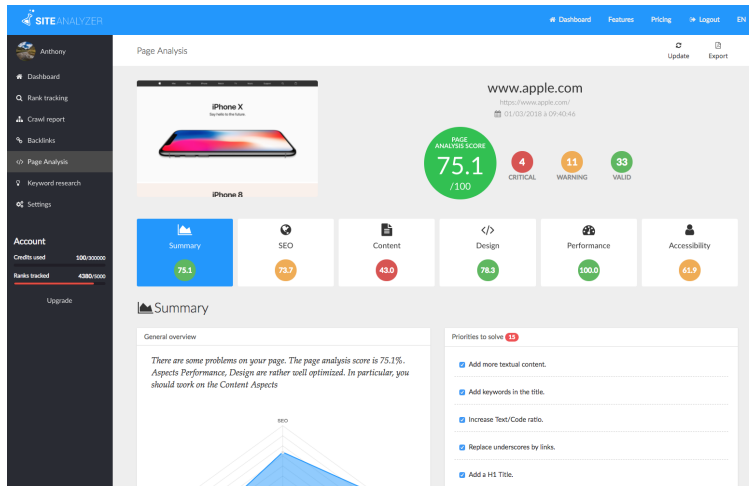 SITEANALYZER
Dashboard
Features
Pricing
Logout
EN
Anthony
Dashboard
Rank tracking
Crawl report
Backlinks
Page Analysis
Keyword research
Settings
Account
Credits used 100/300000
Ranks tracked 4380/5000
Upgrade
Page Analysis
Update
Export
iPhone X
Say hello to the future.
iPhone 8
www.apple.com
https://www.apple.com/
01/03/2018 à 09:40:46
PAGE
ANALYSIS SCORE
75.1
/100
4
CRITICAL
11
WARNING
33
VALID
Summary
75.1
SEO
73.7
Content
43.0
Design
78.3
Performance
100.0
Accessibility
61.9
Summary
General overview
There are some problems on your page. The page analysis score is 75.1%.
Aspects Performance, Design are rather well optimized. In particular, you
should work on the Content Aspects
SEO
Priorities to solve 15
Add more textual content.
Add keywords in the title.
Increase Text/Code ratio.
Replace underscores by links.
Add a H1 Title.